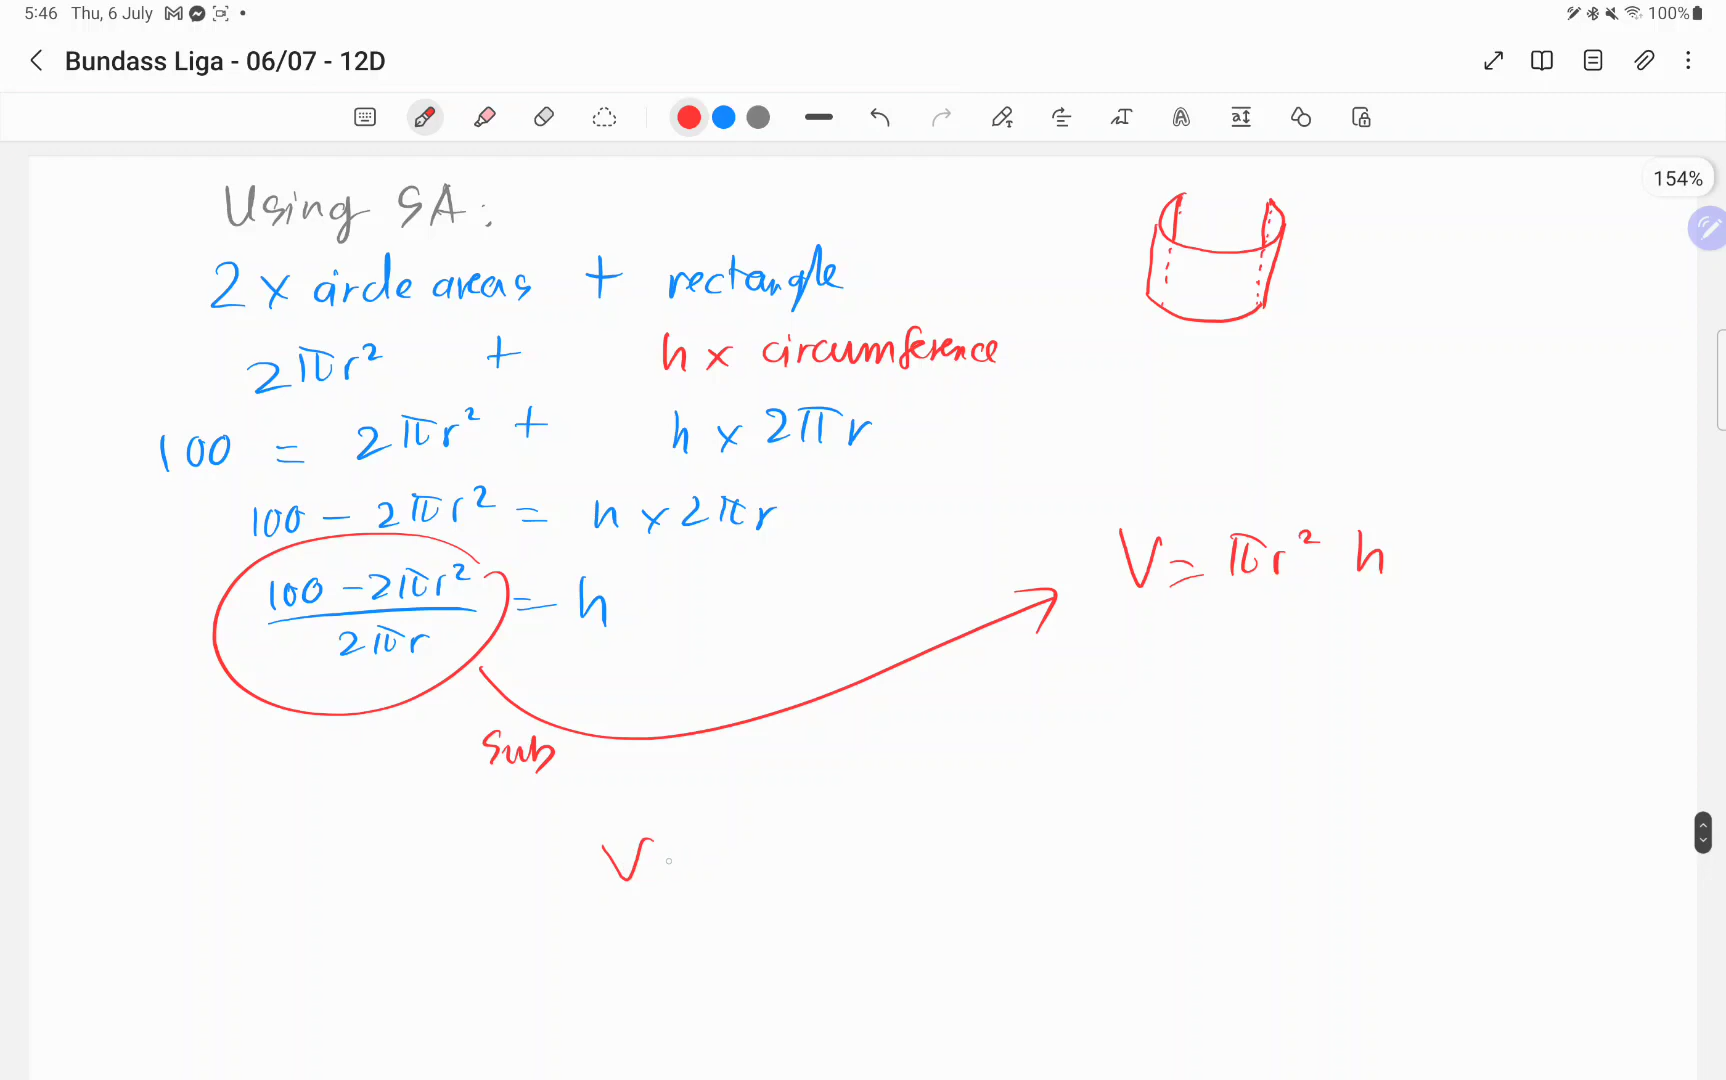 5:46 Thu, 6 July 100%
Bundass Liga - 06/07 - 12D
154%
Using SA:
2 x circle areas + rectangle
2πr² + h x circumference
100 = 2πr² + h x 2πr
100 - 2πr² = h x 2πr
100 - 2πr² / 2πr = h
V = πr² h
Sub
V